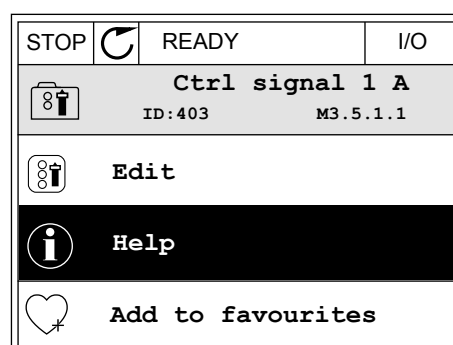 STOP READY I/O
Ctrl signal 1 A
ID:403 M3.5.1.1
Edit
Help
Add to favourites